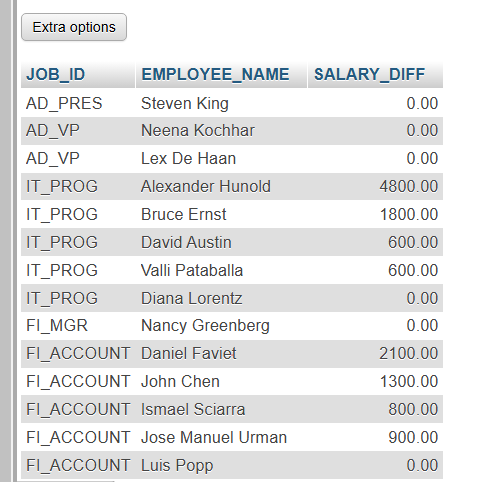 Extra options
JOB_ID EMPLOYEE_NAME SALARY_DIFF
AD_PRES Steven King 0.00
AD_VP Neena Kochhar 0.00
AD_VP Lex De Haan 0.00
IT_PROG Alexander Hunold 4800.00
IT_PROG Bruce Ernst 1800.00
IT_PROG David Austin 600.00
IT_PROG Valli Pataballa 600.00
IT_PROG Diana Lorentz 0.00
FI_MGR Nancy Greenberg 0.00
FI_ACCOUNT Daniel Faviet 2100.00
FI_ACCOUNT John Chen 1300.00
FI_ACCOUNT Ismael Sciarra 800.00
FI_ACCOUNT Jose Manuel Urman 900.00
FI_ACCOUNT Luis Popp 0.00